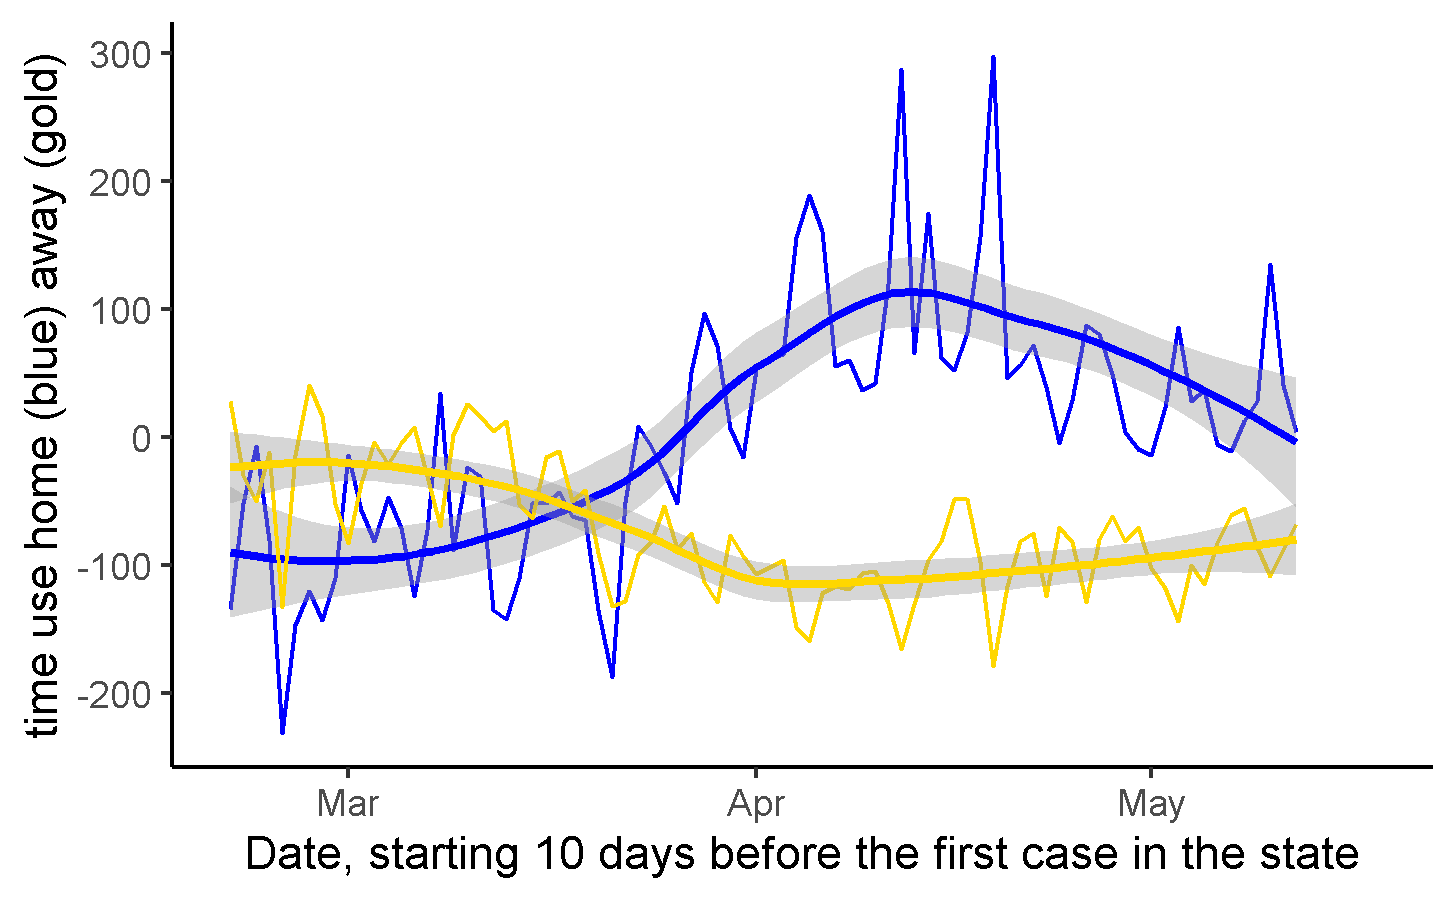 time use home (blue) away (gold)
300
200
100
0
-100
-200
Mar Apr May
Date, starting 10 days before the first case in the state